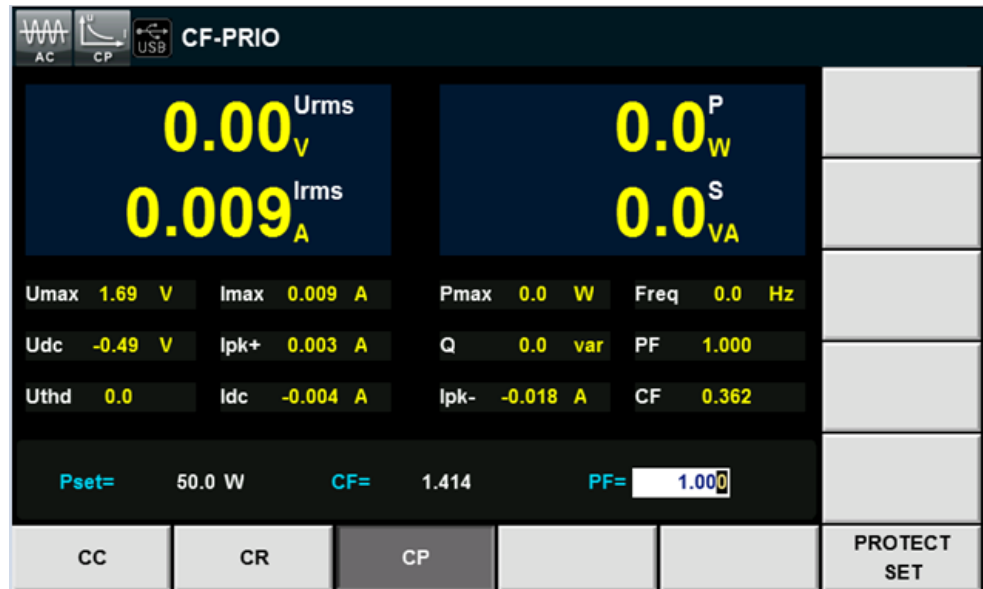 AC U I CP USB CF-PRIO
0.00 Urms V 0.0 P W
0.009 Irms A 0.0 S VA
Umax 1.69 V Imax 0.009 A Pmax 0.0 W Freq 0.0 Hz
Udc -0.49 V Ipk+ 0.003 A Q 0.0 var PF 1.000
Uthd 0.0 Idc -0.004 A Ipk- -0.018 A CF 0.362
Pset= 50.0 W CF= 1.414 PF= 1.000
CC CR CP PROTECT
SET